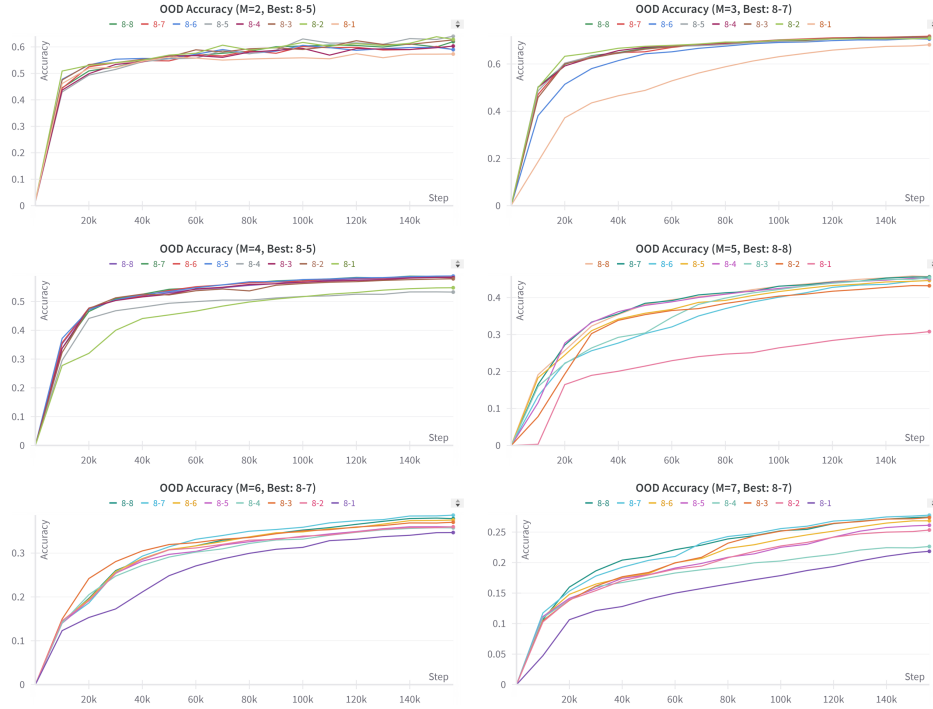 OOD Accuracy (M=2, Best: 8-5)
8-8 8-7 8-6 8-5 8-4 8-3 8-2 8-1
Accuracy
0.6
0.5
0.4
0.3
0.2
0.1
0
Step
20k 40k 60k 80k 100k 120k 140k
OOD Accuracy (M=3, Best: 8-7)
8-8 8-7 8-6 8-5 8-4 8-3 8-2 8-1
Accuracy
0.6
0.4
0.2
0
Step
20k 40k 60k 80k 100k 120k 140k
OOD Accuracy (M=4, Best: 8-5)
8-8 8-7 8-6 8-5 8-4 8-3 8-2 8-1
Accuracy
0.5
0.4
0.3
0.2
0.1
0
Step
20k 40k 60k 80k 100k 120k 140k
OOD Accuracy (M=5, Best: 8-8)
8-8 8-7 8-6 8-5 8-4 8-3 8-2 8-1
Accuracy
0.4
0.3
0.2
0.1
0
Step
20k 40k 60k 80k 100k 120k 140k
OOD Accuracy (M=6, Best: 8-7)
8-8 8-7 8-6 8-5 8-4 8-3 8-2 8-1
Accuracy
0.3
0.2
0.1
0
Step
20k 40k 60k 80k 100k 120k 140k
OOD Accuracy (M=7, Best: 8-7)
8-8 8-7 8-6 8-5 8-4 8-3 8-2 8-1
Accuracy
0.25
0.2
0.15
0.1
0.05
0
Step
20k 40k 60k 80k 100k 120k 140k